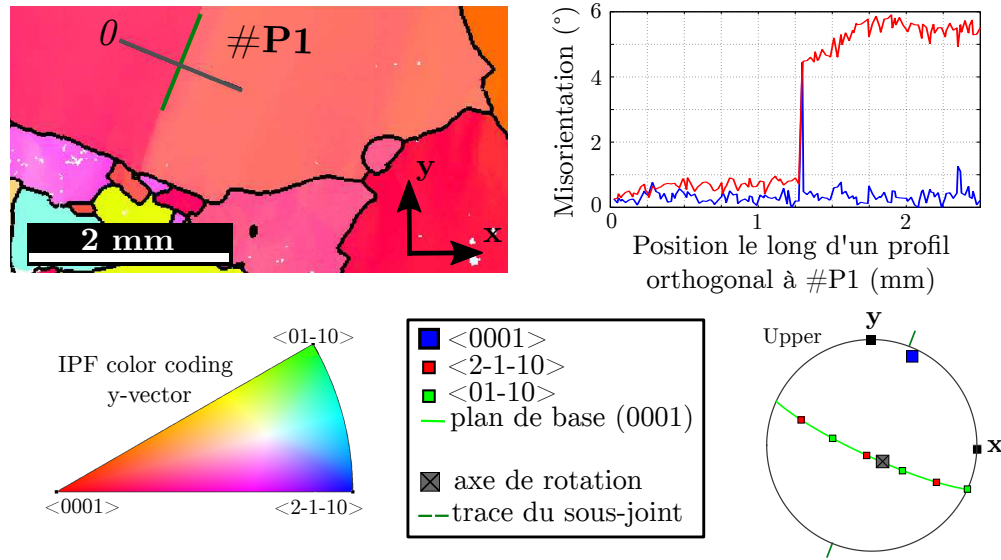 0
#P1
y
x
2 mm
Misorientation (°)
6
4
2
0
0
1
2
Position le long d'un profil
orthogonal à #P1 (mm)
IPF color coding
y-vector
<01-10>
<0001>
<2-1-10>
<0001>
<2-1-10>
<01-10>
plan de base (0001)
axe de rotation
trace du sous-joint
Upper
y
x